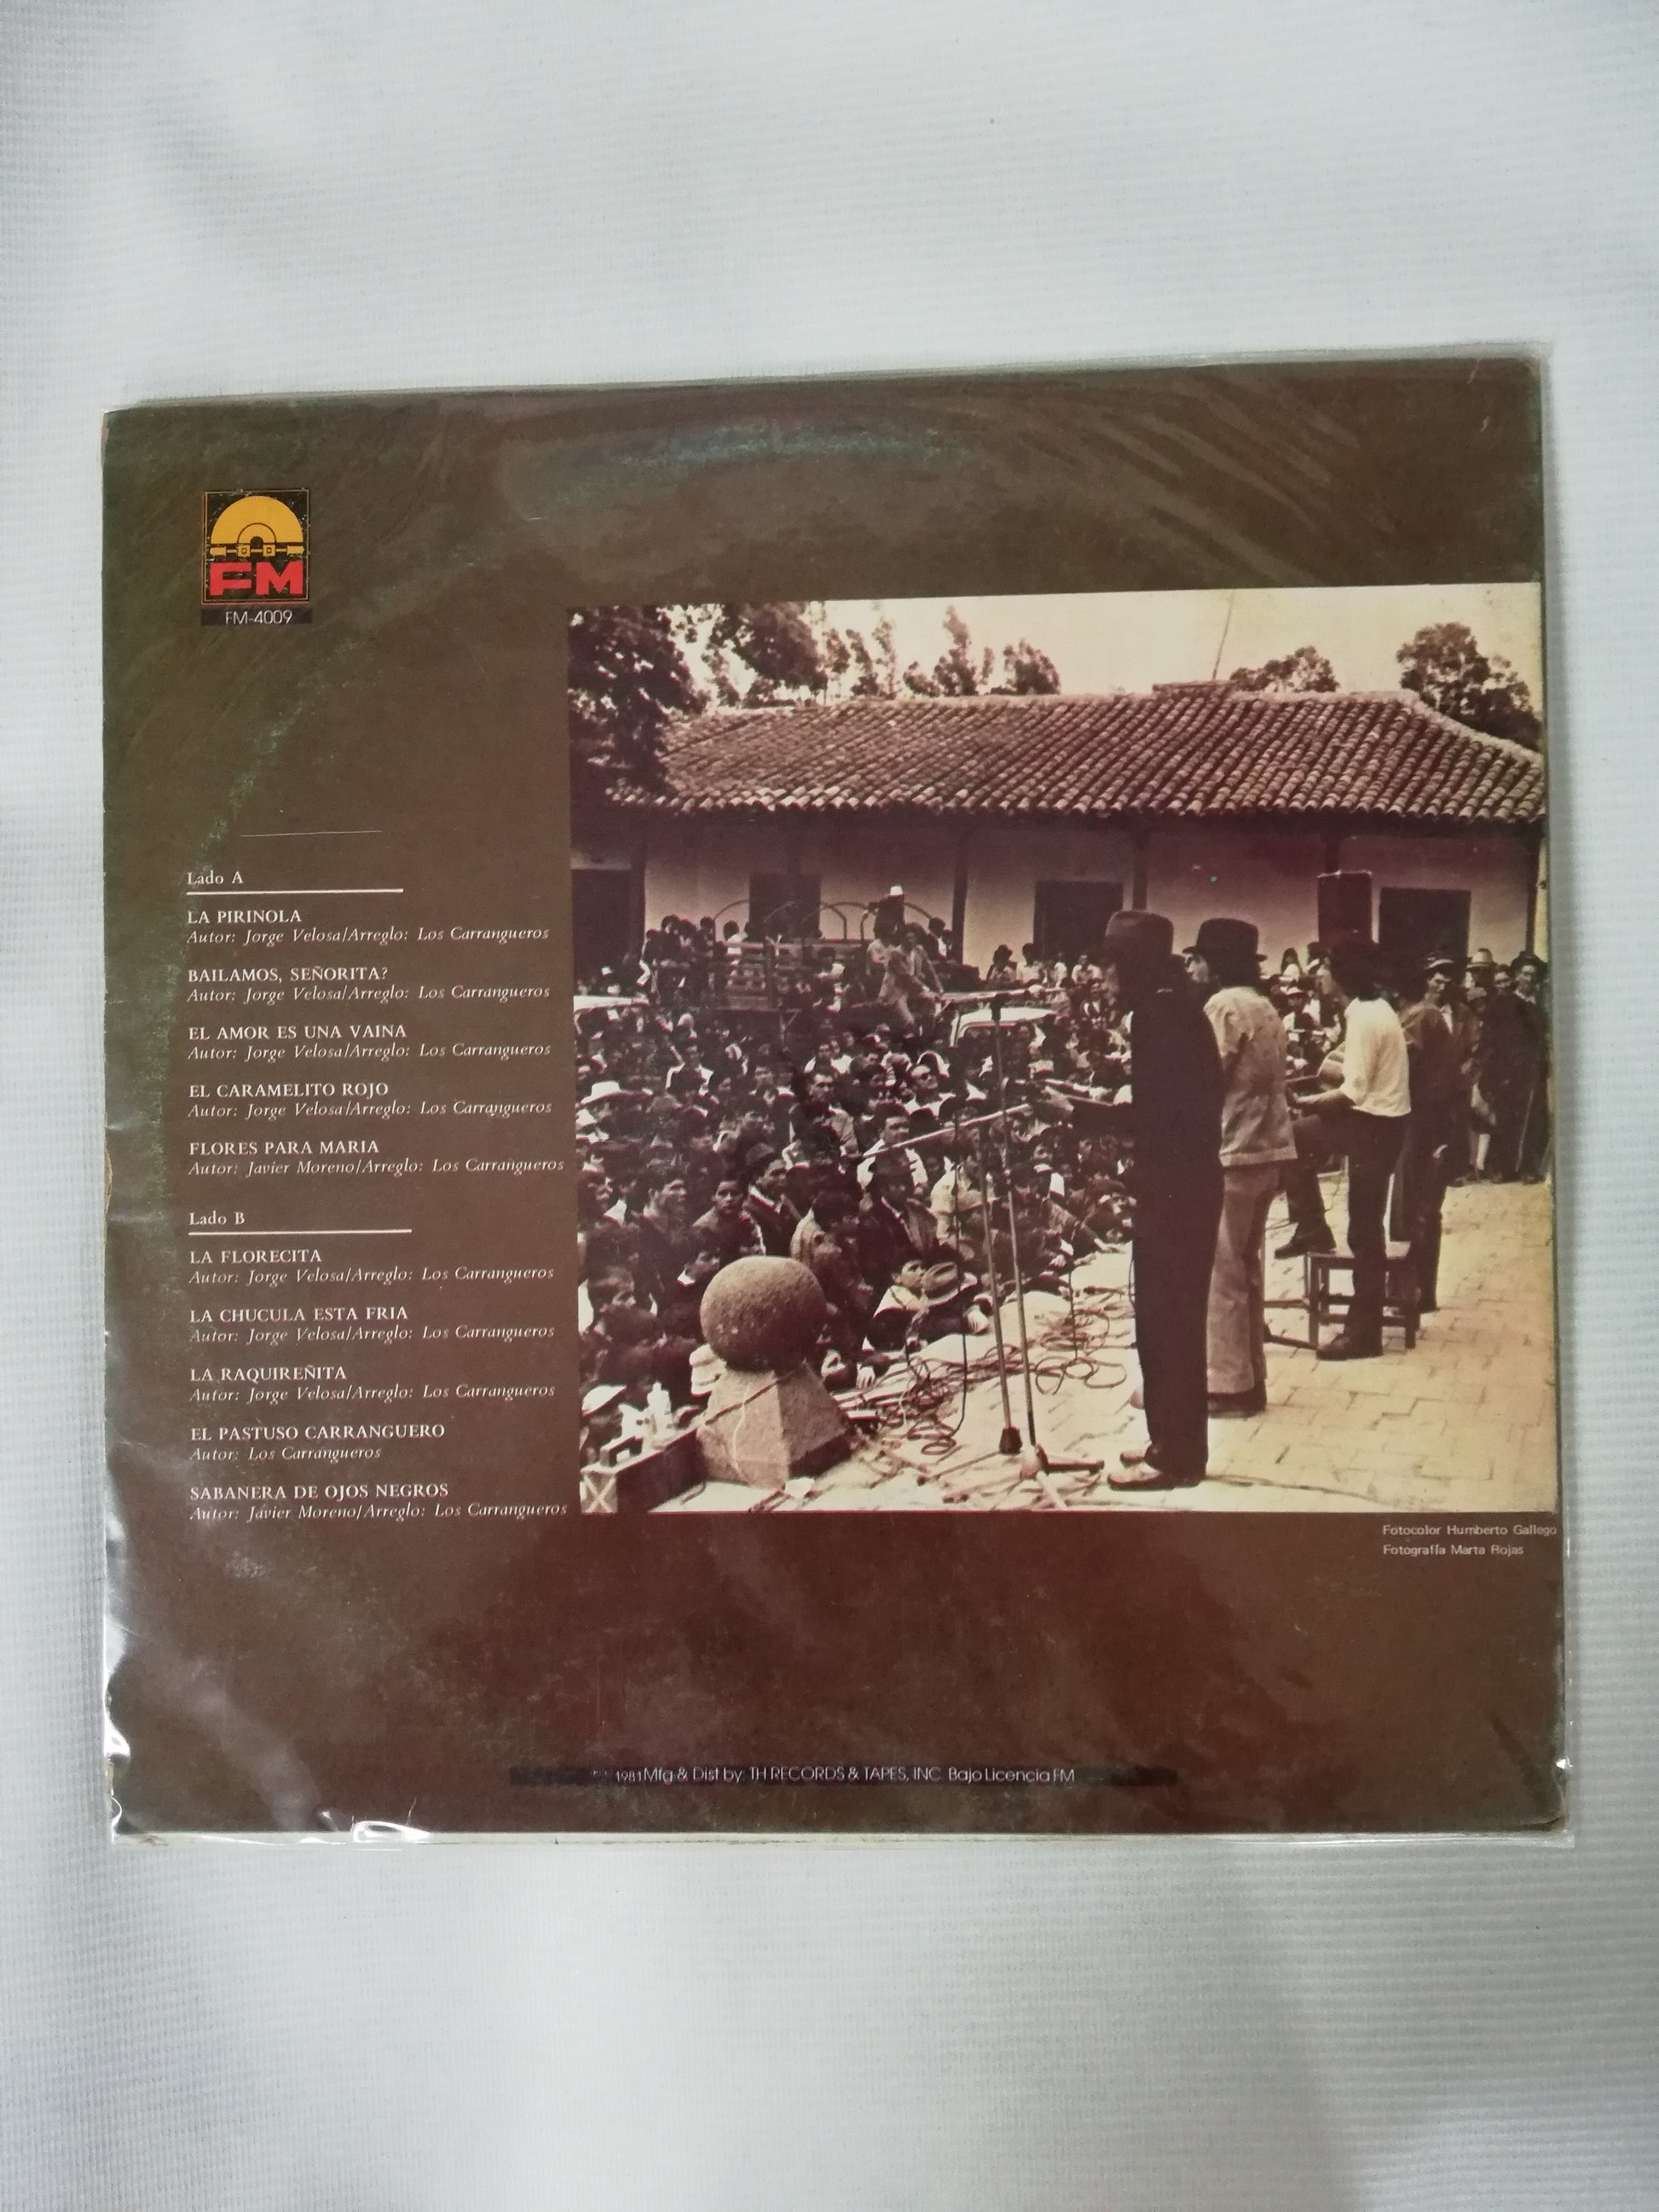 FM
FM-4009
Lado A
LA PIRINOLA
Autor: Jorge Velosa/Arreglo: Los Carrangueros
BAILAMOS, SEÑORITA?
Autor: Jorge Velosa/Arreglo: Los Carrangueros
EL AMOR ES UNA VAINA
Autor: Jorge Velosa/Arreglo: Los Carrangueros
EL CARAMELITO ROJO
Autor: Jorge Velosa/Arreglo: Los Carrangueros
FLORES PARA MARIA
Autor: Javier Moreno/Arreglo: Los Carrangueros
Lado B
LA FLORECITA
Autor: Jorge Velosa/Arreglo: Los Carrangueros
LA CHUCULA ESTA FRIA
Autor: Jorge Velosa/Arreglo: Los Carrangueros
LA RAQUIREÑITA
Autor: Jorge Velosa/Arreglo: Los Carrangueros
EL PASTUSO CARRANGUERO
Autor: Los Carrangueros
SABANERA DE OJOS NEGROS
Autor: Javier Moreno/Arreglo: Los Carrangueros
Fotocolor Humberto Gallego
Fotografía Marta Rojas
1981 Mfg & Dist by: TH RECORDS & TAPES, INC. Bajo Licencia FM